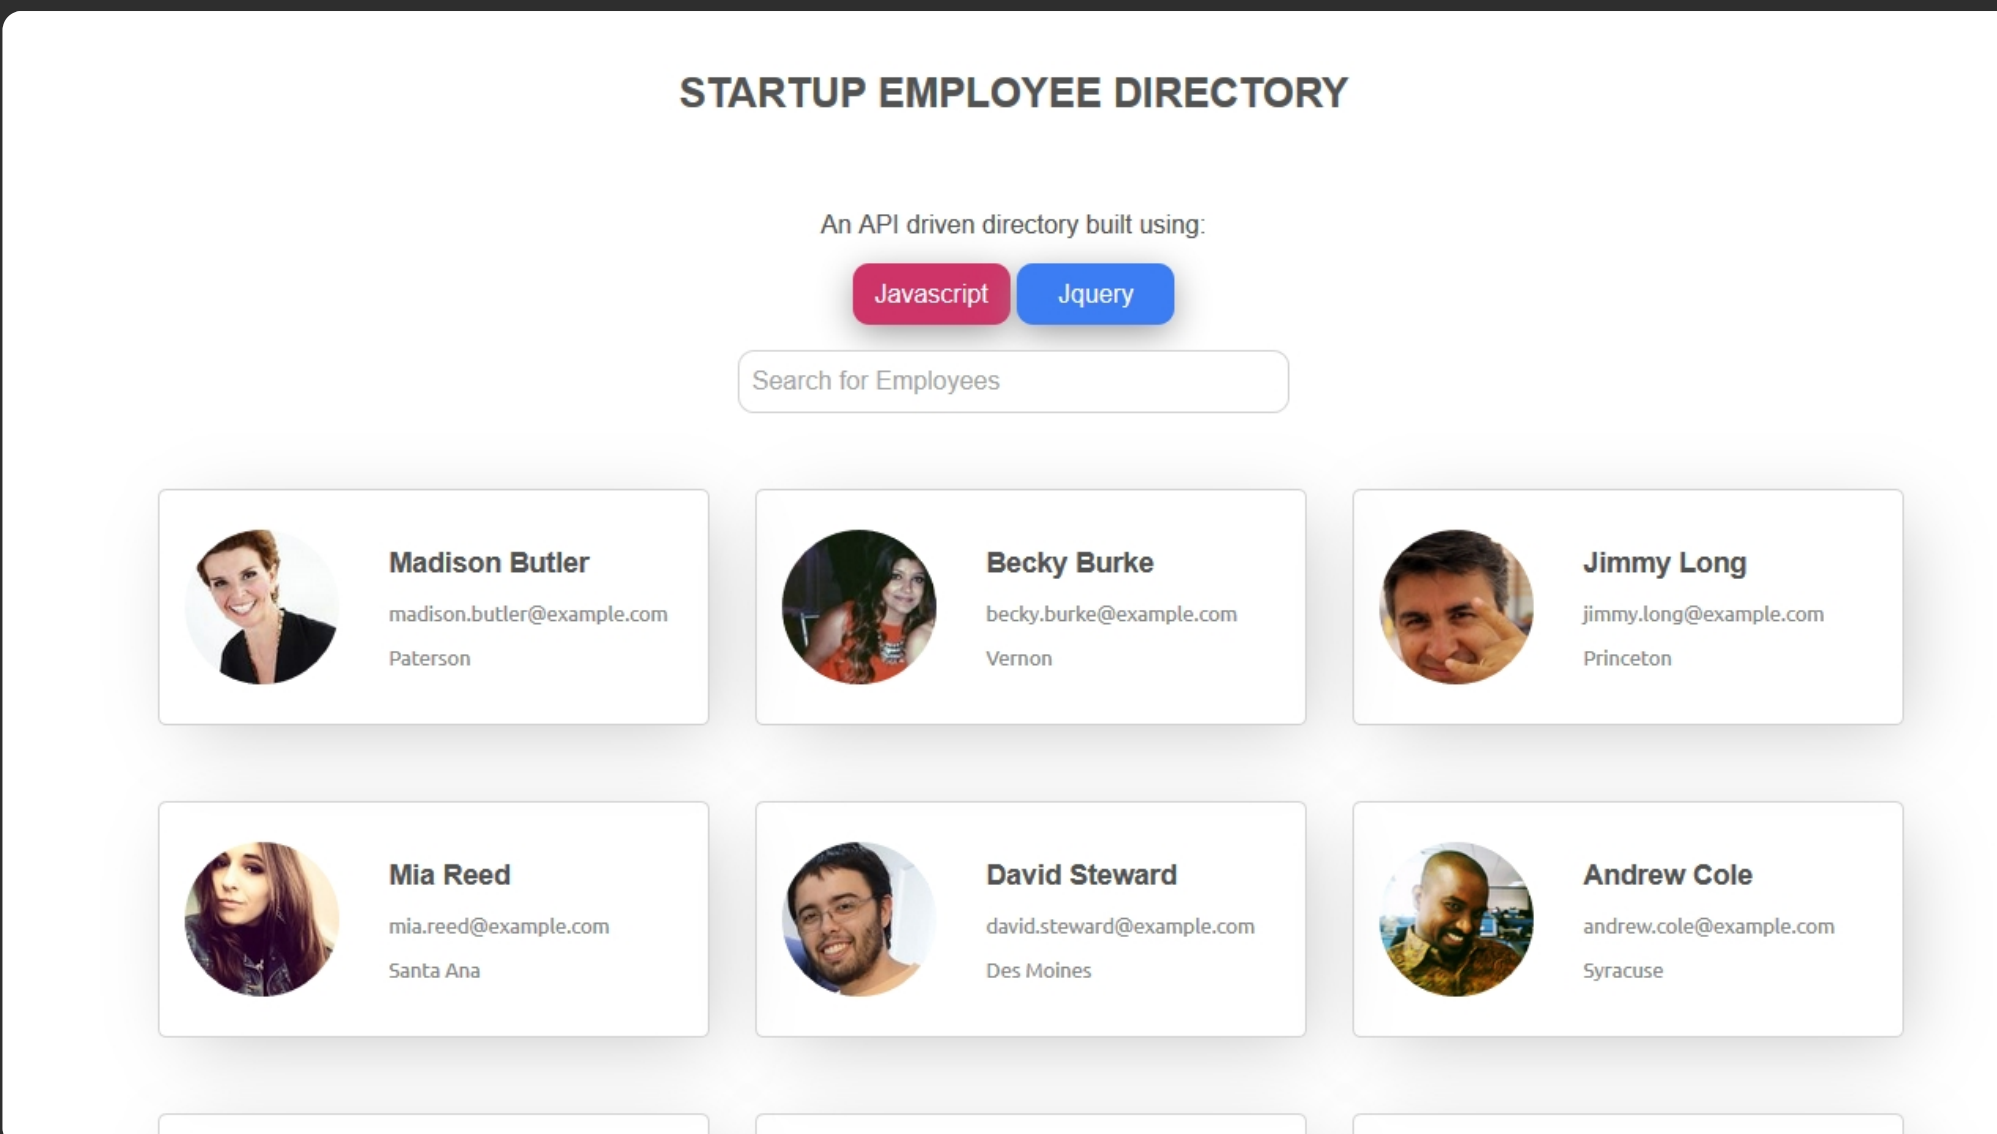 STARTUP EMPLOYEE DIRECTORY
An API driven directory built using:
Javascript
Jquery
Search for Employees
Madison Butler
madison.butler@example.com
Paterson
Becky Burke
becky.burke@example.com
Vernon
Jimmy Long
jimmy.long@example.com
Princeton
Mia Reed
mia.reed@example.com
Santa Ana
David Steward
david.steward@example.com
Des Moines
Andrew Cole
andrew.cole@example.com
Syracuse